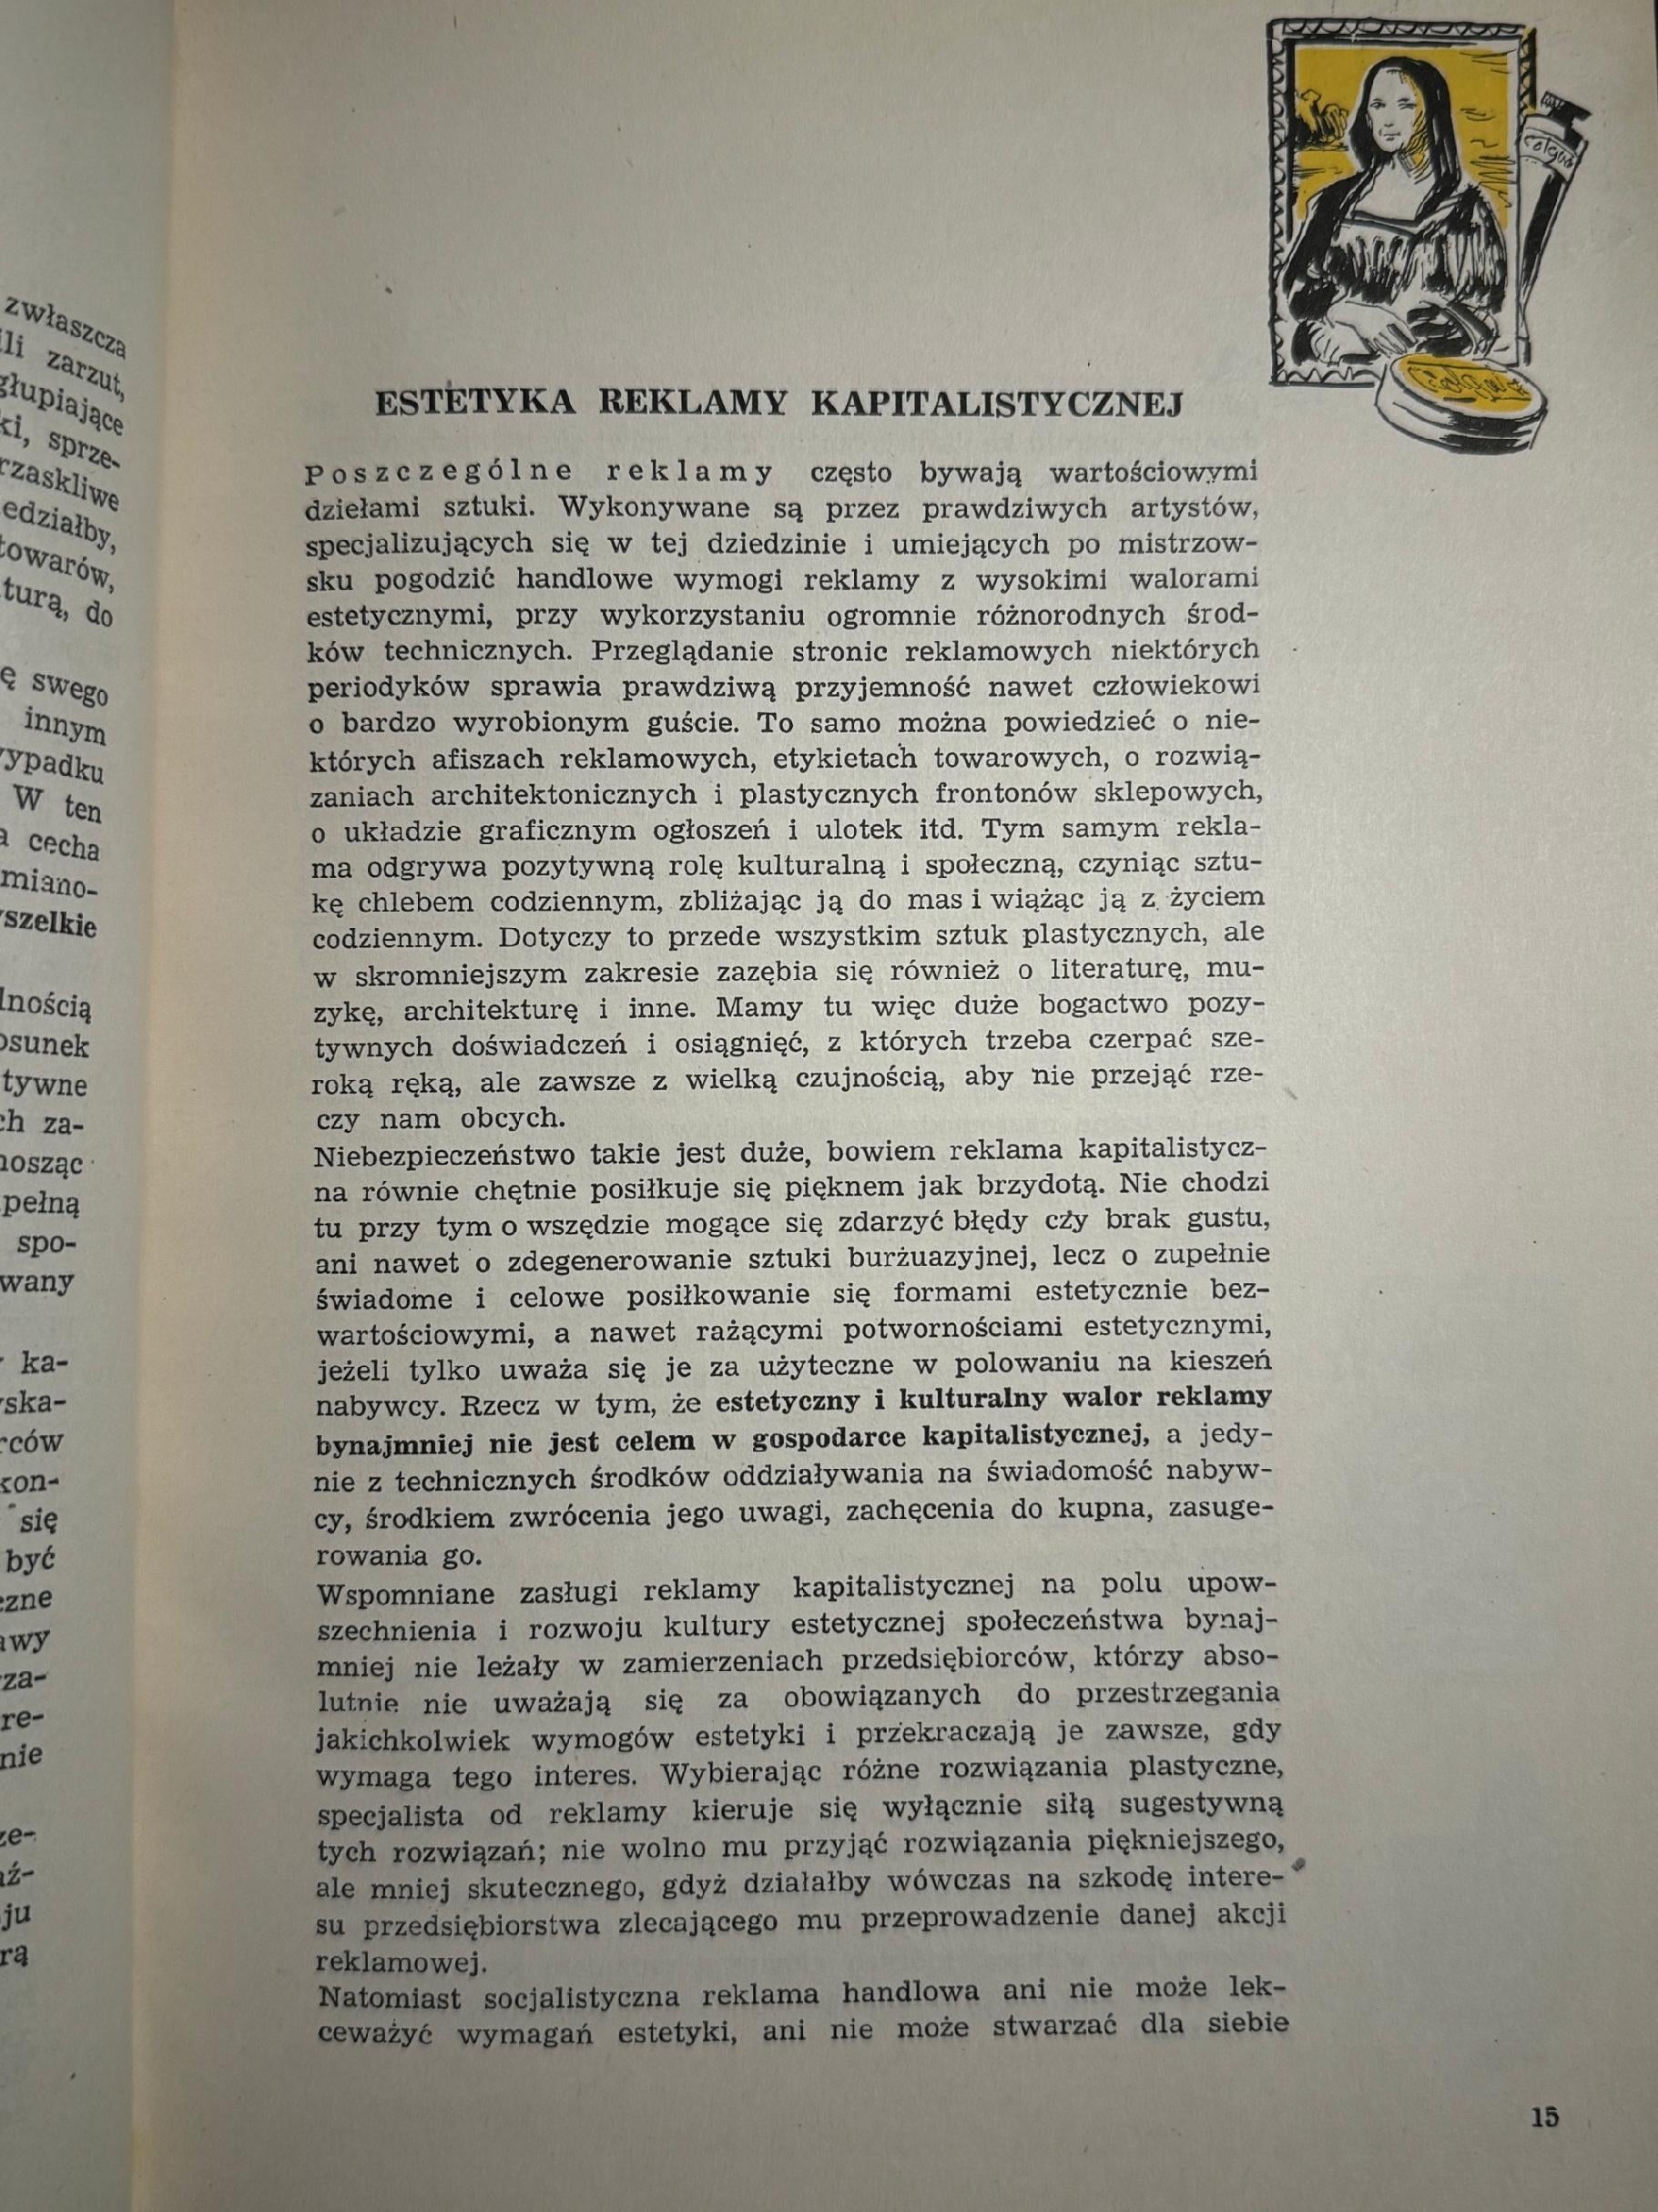 zwłaszcza
zarzut,
sprze-
do
swego
innym
W ten
cecha
ka-
się
być
ESTETYKA REKLAMY KAPITALISTYCZNEJ
Poszczególne reklamy często bywają wartościowymi
dziełami sztuki. Wykonywane są przez prawdziwych artystów,
specjalizujących się w tej dziedzinie i umiejących po mistrzow-
sku pogodzić handlowe wymogi reklamy z wysokimi walorami
estetycznymi, przy wykorzystaniu ogromnie różnorodnych środ-
ków technicznych. Przeglądanie stronic reklamowych niektórych
periodyków sprawia prawdziwą przyjemność nawet człowiekowi
o bardzo wyrobionym guście. To samo można powiedzieć o nie-
których afiszach reklamowych, etykietach towarowych, o rozwią-
zaniach architektonicznych i plastycznych frontonów sklepowych,
o układzie graficznym ogłoszeń i ulotek itd. Tym samym rekla-
ma odgrywa pozytywną rolę kulturalną i społeczną, czyniąc sztu-
kę chlebem codziennym, zbliżając ją do mas i wiążąc ją z życiem
codziennym. Dotyczy to przede wszystkim sztuk plastycznych, ale
w skromniejszym zakresie zazębia się również o literaturę, mu-
zykę, architekturę i inne. Mamy tu więc duże bogactwo pozy-
tywnych doświadczeń i osiągnięć, z których trzeba czerpać sze-
roką ręką, ale zawsze z wielką czujnością, aby nie przejąć rze-
czy nam obcych.
Niebezpieczeństwo takie jest duże, bowiem reklama kapitalistycz-
na równie chętnie posiłkuje się pięknem jak brzydotą. Nie chodzi
tu przy tym o wszędzie mogące się zdarzyć błędy czy brak gustu,
ani nawet o zdegenerowanie sztuki burżuazyjnej, lecz o zupełnie
świadome i celowe posiłkowanie się formami estetycznie bez-
wartościowymi, a nawet rażącymi potwornościami estetycznymi,
jeżeli tylko uważa się je za użyteczne w polowaniu na kieszeń
nabywcy. Rzecz w tym, że estetyczny i kulturalny walor reklamy
bynajmniej nie jest celem w gospodarce kapitalistycznej, a jedy-
nie z technicznych środków oddziaływania na świadomość nabyw-
cy, środkiem zwrócenia jego uwagi, zachęcenia do kupna, zasuge-
rowania go.
Wspomniane zasługi reklamy kapitalistycznej na polu upow-
szechnienia i rozwoju kultury estetycznej społeczeństwa bynaj-
mniej nie leżały w zamierzeniach przedsiębiorców, którzy abso-
lutnie nie uważają się za obowiązanych do przestrzegania
jakichkolwiek wymogów estetyki i przekraczają je zawsze, gdy
wymaga tego interes. Wybierając różne rozwiązania plastyczne,
specjalista od reklamy kieruje się wyłącznie siłą sugestywną
tych rozwiązań; nie wolno mu przyjąć rozwiązania piękniejszego,
ale mniej skutecznego, gdyż działałby wówczas na szkodę intere-
su przedsiębiorstwa zlecającego mu przeprowadzenie danej akcji
reklamowej.
Natomiast socjalistyczna reklama handlowa ani nie może lek-
ceważyć wymagań estetyki, ani nie może stwarzać dla siebie
15